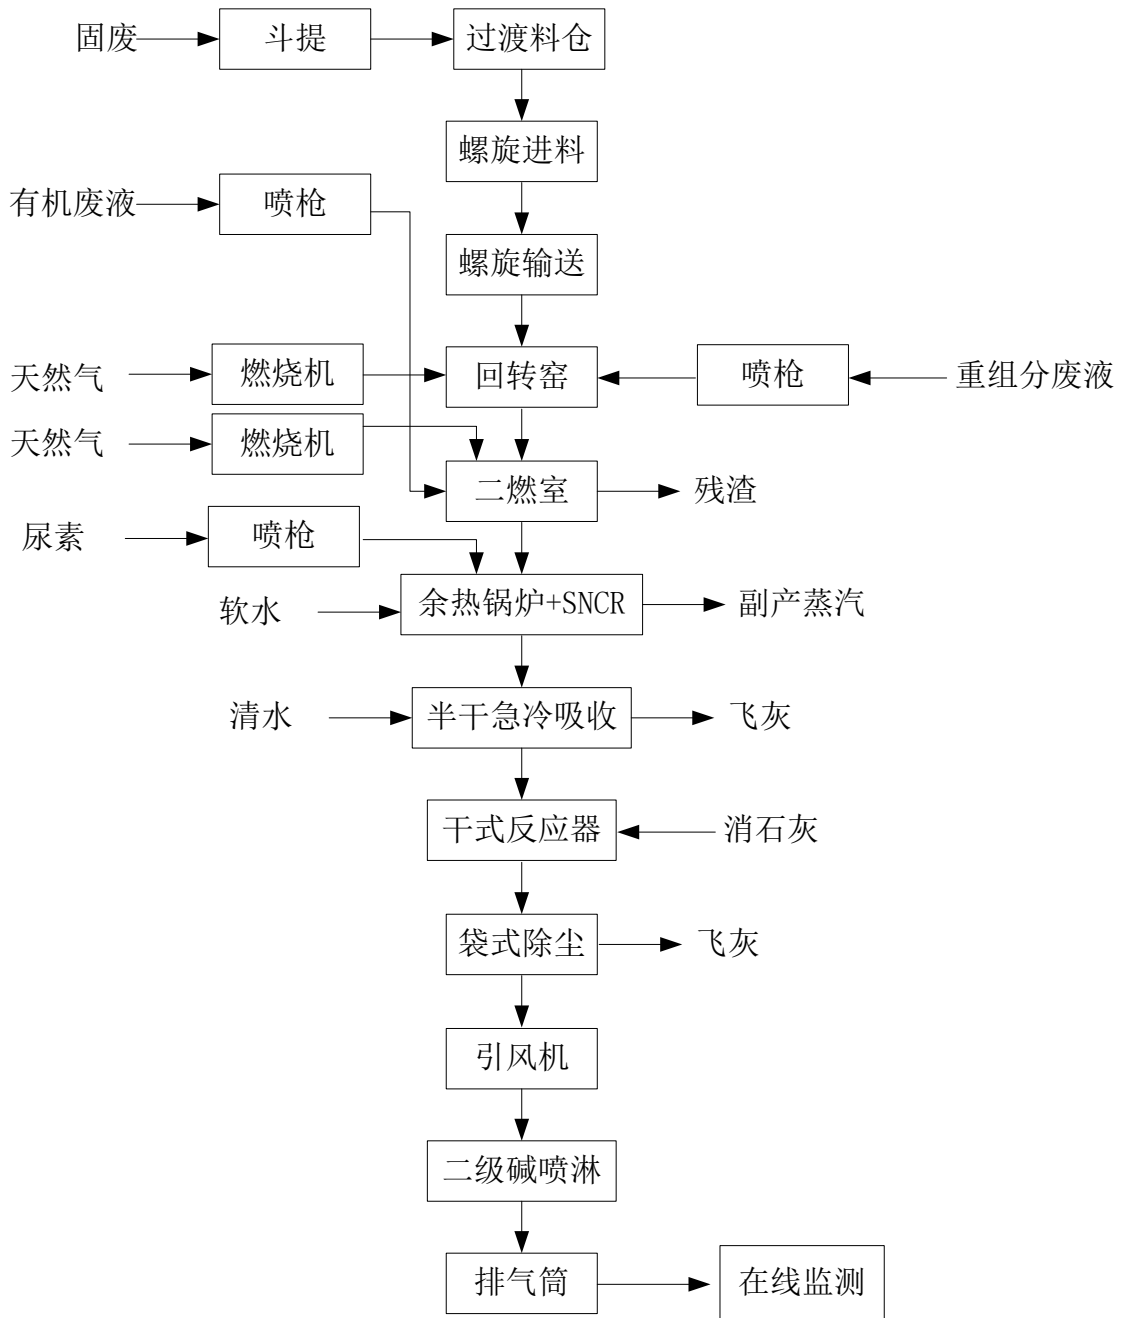 固废
斗提
过渡料仓
螺旋进料
有机废液
喷枪
螺旋输送
天然气
燃烧机
回转窑
喷枪
重组分废液
天然气
燃烧机
二燃室
残渣
尿素
喷枪
软水
余热锅炉+SNCR
副产蒸汽
清水
半干急冷吸收
飞灰
干式反应器
消石灰
袋式除尘
飞灰
引风机
二级碱喷淋
排气筒
在线监测